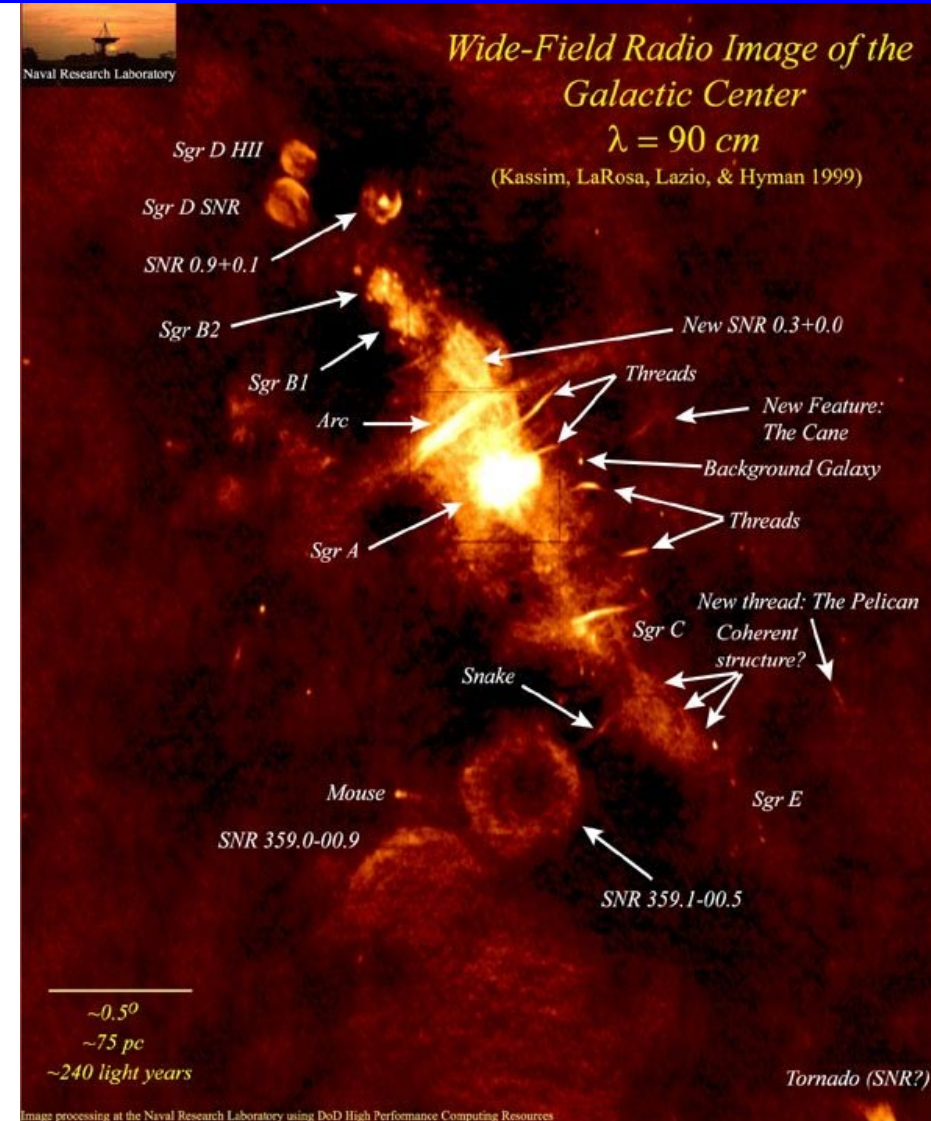 Naval Research Laboratory
Wide-Field Radio Image of the
Galactic Center
λ = 90 cm
(Kassim, LaRosa, Lazio, & Hyman 1999)
Sgr D HII
Sgr D SNR
SNR 0.9+0.1
Sgr B2
New SNR 0.3+0.0
Sgr B1
Threads
Arc
New Feature:
The Cane
Background Galaxy
Threads
Sgr A
New thread: The Pelican
Sgr C
Coherent
structure?
Snake
Mouse
Sgr E
SNR 359.0-00.9
SNR 359.1-00.5
~0.5º
~75 pc
~240 light years
Tornado (SNR?)
Image processing at the Naval Research Laboratory using DoD High Performance Computing Resources